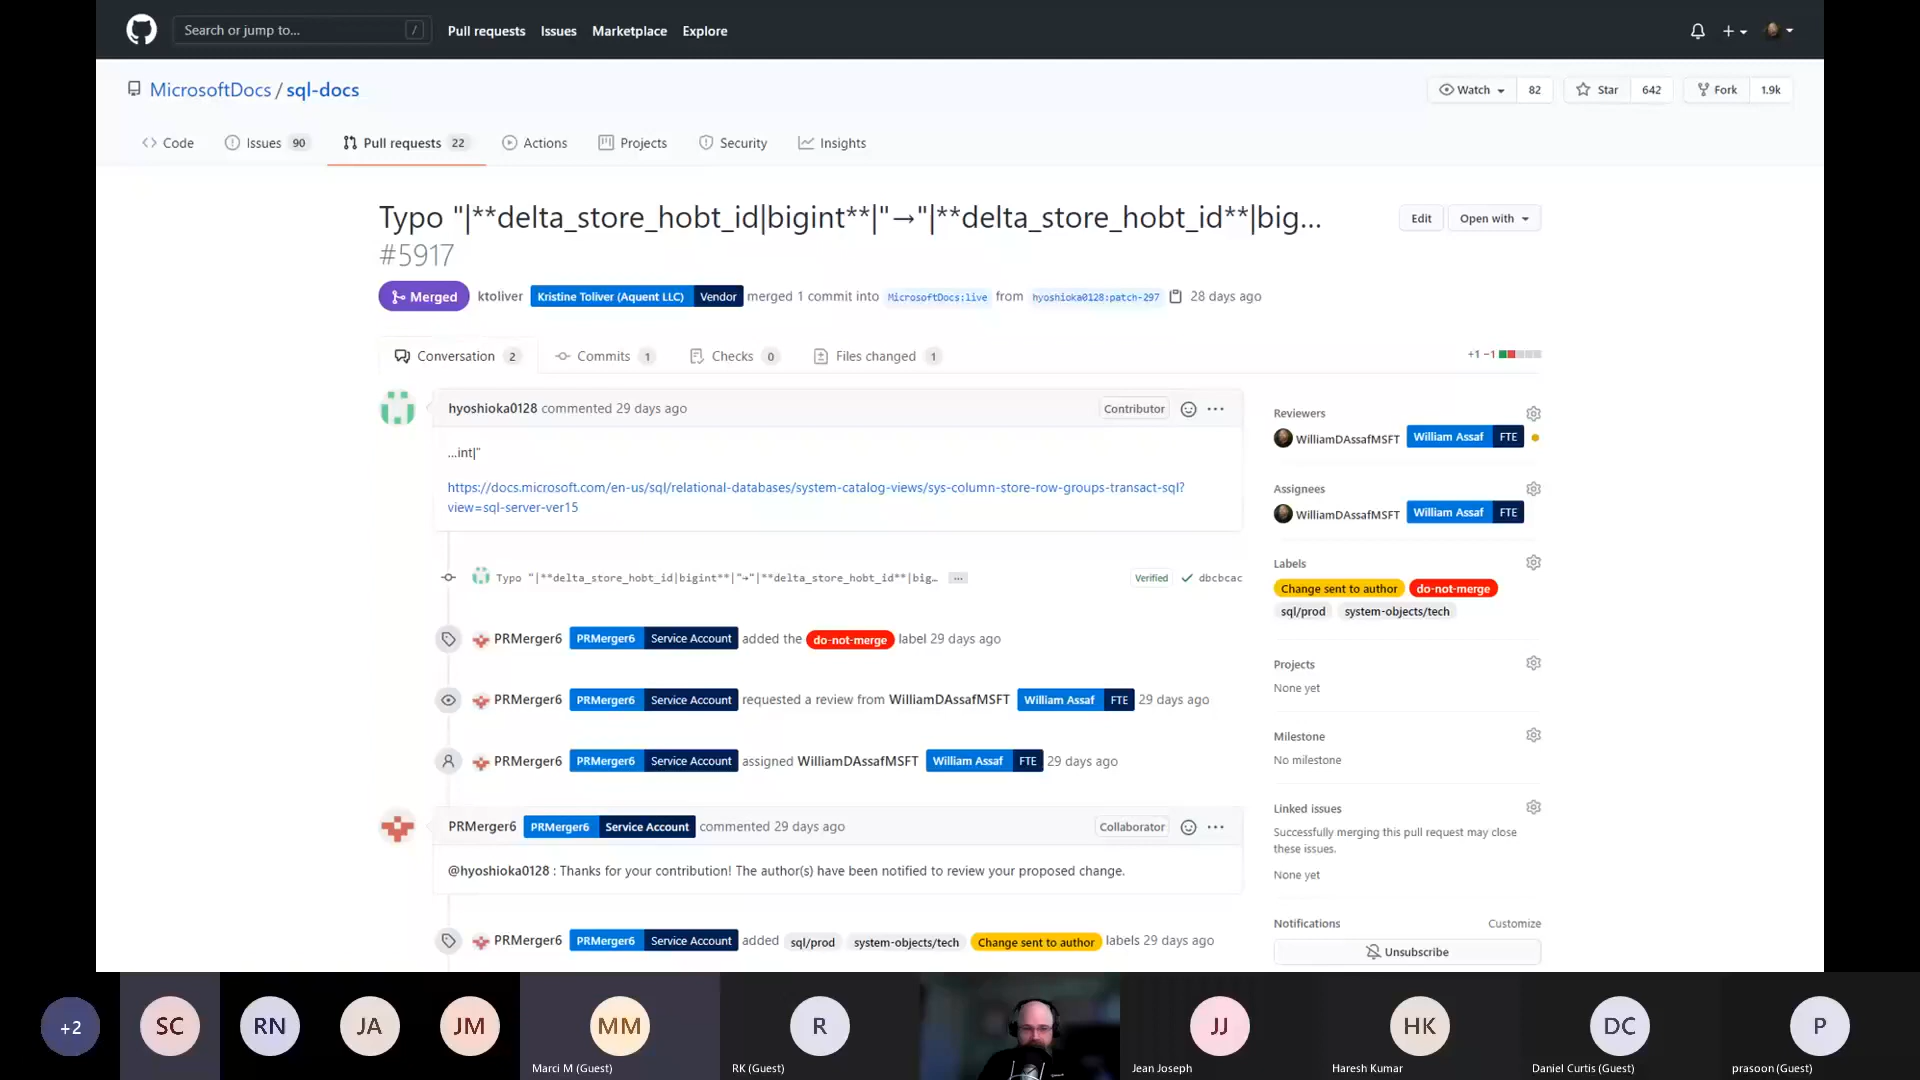 Search or jump to... /
Pull requests Issues Marketplace Explore
MicrosoftDocs / sql-docs
Watch 82 Star 642 Fork 1.9k
Code Issues 90 Pull requests 22 Actions Projects Security Insights
Typo "|**delta_store_hobt_id|bigint**|"→"|**delta_store_hobt_id**|big...
#5917
Edit Open with
Merged ktoliver Kristine Toliver (Aquent LLC) Vendor merged 1 commit into MicrosoftDocs:live from hyoshioka0128:patch-297 28 days ago
Conversation 2 Commits 1 Checks 0 Files changed 1 +1 −1
hyoshioka0128 commented 29 days ago Contributor
...int|"
https://docs.microsoft.com/en-us/sql/relational-databases/system-catalog-views/sys-column-store-row-groups-transact-sql?
view=sql-server-ver15
Typo "|**delta_store_hobt_id|bigint**|"→"|**delta_store_hobt_id**|big… ... Verified dbcbcac
PRMerger6 PRMerger6 Service Account added the do-not-merge label 29 days ago
PRMerger6 PRMerger6 Service Account requested a review from WilliamDAssafMSFT William Assaf FTE 29 days ago
PRMerger6 PRMerger6 Service Account assigned WilliamDAssafMSFT William Assaf FTE 29 days ago
PRMerger6 PRMerger6 Service Account commented 29 days ago Collaborator
@hyoshioka0128 : Thanks for your contribution! The author(s) have been notified to review your proposed change.
PRMerger6 PRMerger6 Service Account added sql/prod system-objects/tech Change sent to author labels 29 days ago
Reviewers
WilliamDAssafMSFT William Assaf FTE
Assignees
WilliamDAssafMSFT William Assaf FTE
Labels
Change sent to author do-not-merge
sql/prod system-objects/tech
Projects
None yet
Milestone
No milestone
Linked issues
Successfully merging this pull request may close
these issues.
None yet
Notifications Customize
Unsubscribe
+2 SC RN JA JM MM R JJ HK DC P
Marci M (Guest) RK (Guest) Jean Joseph Haresh Kumar Daniel Curtis (Guest) prasoon (Guest)